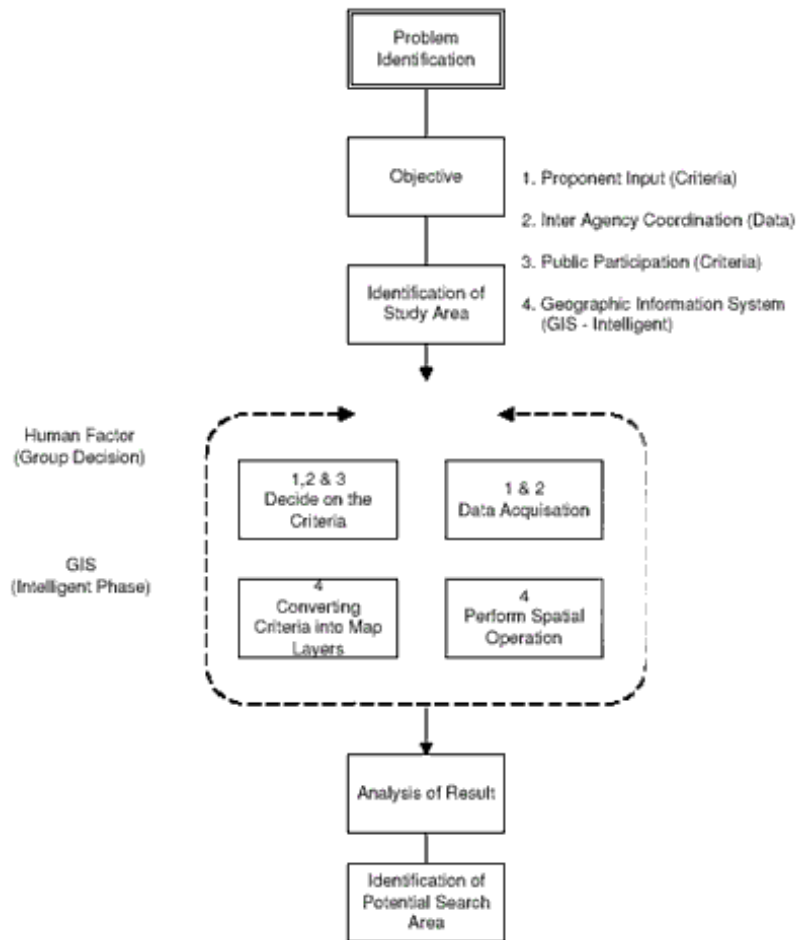 Problem
Identification
Objective
1. Proponent Input (Criteria)
2. Inter Agency Coordination (Data)
3. Public Participation (Criteria)
4. Geographic Information System
(GIS - Intelligent)
Identification of
Study Area
Human Factor
(Group Decision)
1,2 & 3
Decide on the
Criteria
1 & 2
Data Acquisation
GIS
(Intelligent Phase)
4
Converting
Criteria into Map
Layers
4
Perform Spatial
Operation
Analysis of Result
Identification of
Potential Search
Area